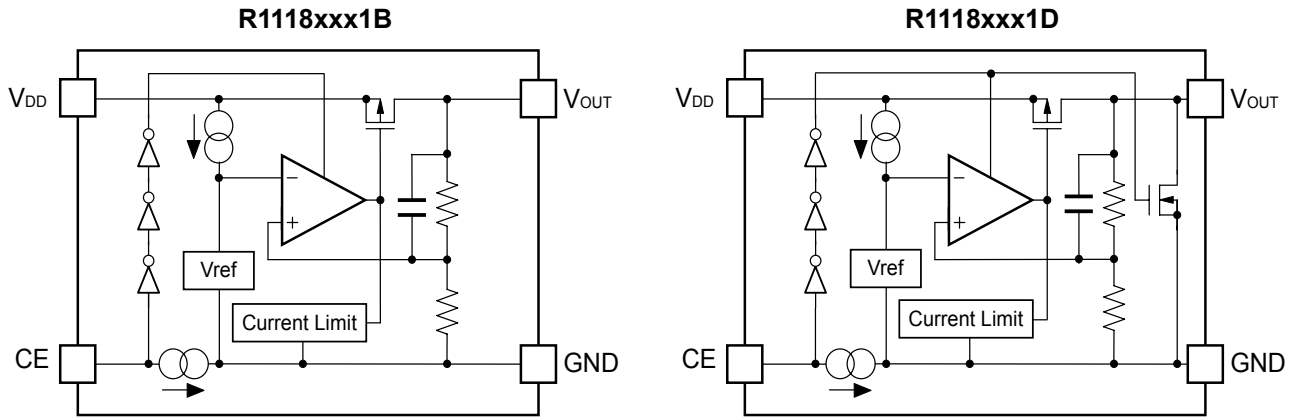 R1118xxx1B
VDD
VOUT
−
+
Vref
Current Limit
CE
GND
R1118xxx1D
VDD
VOUT
−
+
Vref
Current Limit
CE
GND